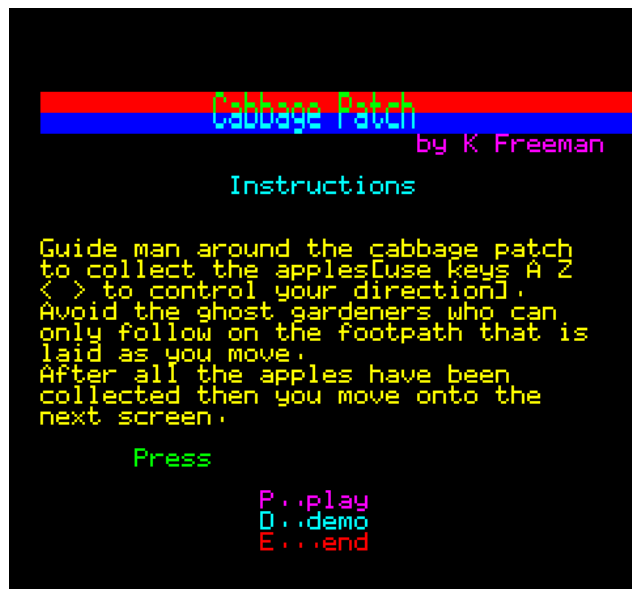 Cabbage Patch
by K Freeman
Instructions
Guide man around the cabbage patch
to collect the apples[use keys A Z
< > to control your direction].
Avoid the ghost gardeners who can
only follow on the footpath that is
laid as you move.
After all the apples have been
collected then you move onto the
next screen.
Press
P..play
D..demo
E...end